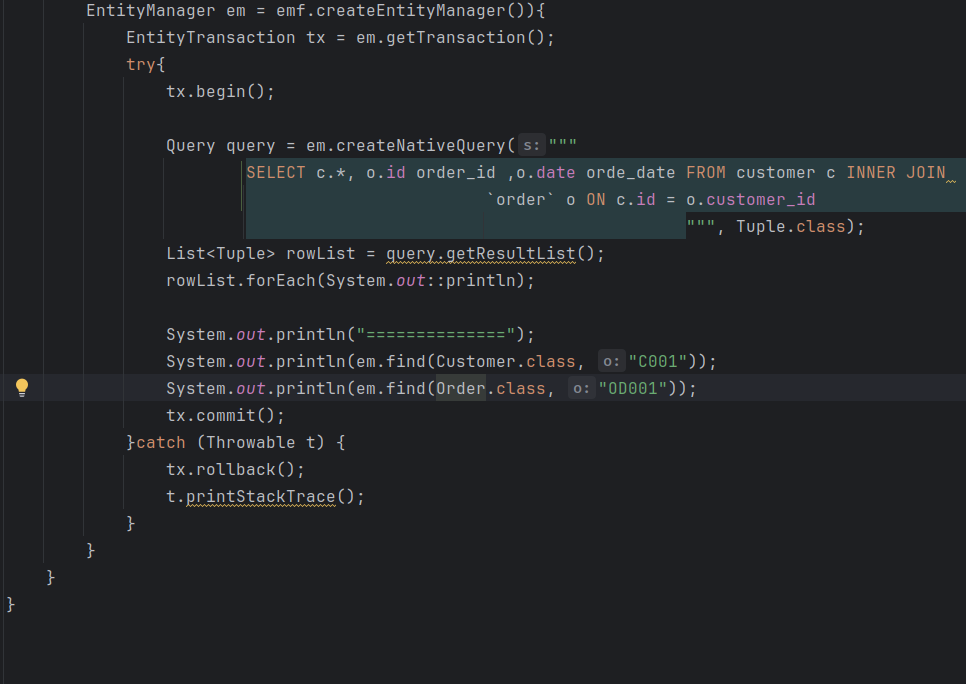 EntityManager em = emf.createEntityManager()){
EntityTransaction tx = em.getTransaction();
try{
tx.begin();
Query query = em.createNativeQuery( s: """
SELECT c.*, o.id order_id ,o.date orde_date FROM customer c INNER JOIN
`order` o ON c.id = o.customer_id
""", Tuple.class);
List<Tuple> rowList = query.getResultList();
rowList.forEach(System.out::println);
System.out.println("==============");
System.out.println(em.find(Customer.class, o: "C001"));
System.out.println(em.find(Order.class, o: "OD001"));
tx.commit();
}catch (Throwable t) {
tx.rollback();
t.printStackTrace();
}
}
}
}